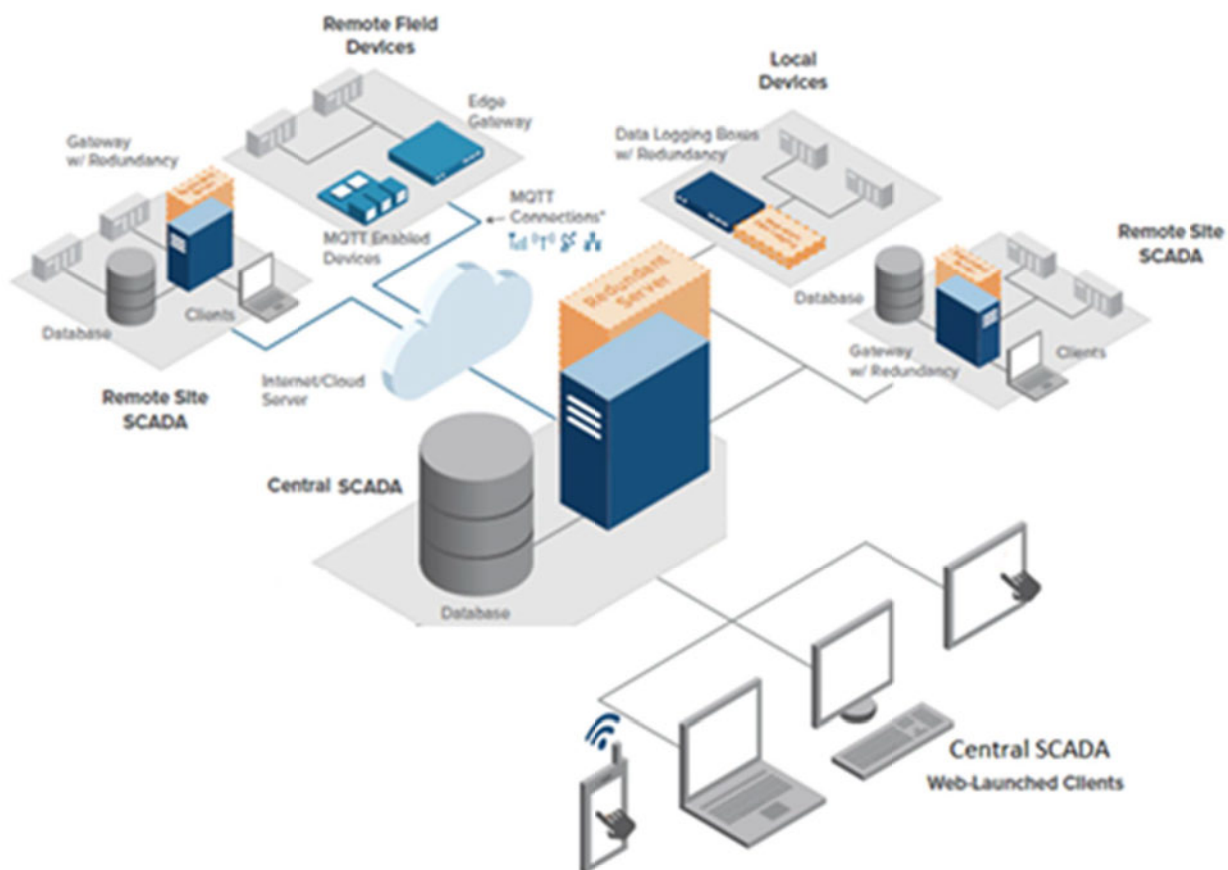 Remote Field
Devices
Local
Devices
Edge
Gateway
Gateway
w/ Redundancy
Data Logging Boxes
w/ Redundancy
MQTT
Connections*
MQTT Enabled
Devices
Remote Site
SCADA
Redundant
Server
Database
Clients
Database
Gateway
w/ Redundancy
Clients
Internet/Cloud
Server
Remote Site
SCADA
Central SCADA
Database
Central SCADA
Web-Launched Clients